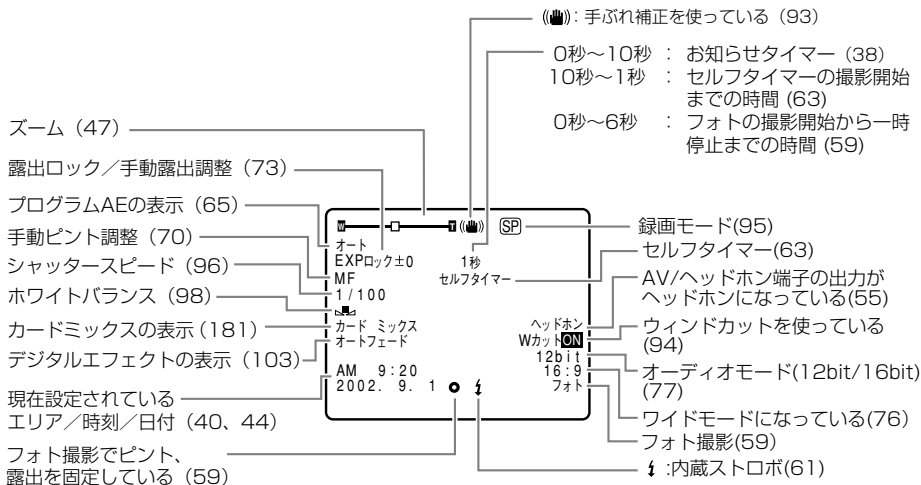 ((🖐)): 手ぶれ補正を使っている（93）
0秒～10秒 ： お知らせタイマー（38）
10秒～1秒 ： セルフタイマーの撮影開始
までの時間 (63)
0秒～6秒 ： フォトの撮影開始から一時
停止までの時間 (59)
ズーム（47）
露出ロック／手動露出調整（73）
プログラムAEの表示（65）
手動ピント調整（70）
シャッタースピード（96）
ホワイトバランス（98）
カードミックスの表示（181）
デジタルエフェクトの表示（103）
現在設定されている
エリア／時刻／日付（40、44）
フォト撮影でピント、
露出を固定している（59）
W T SP
オート
EXPロック±0 1秒
MF セルフタイマー
1/100
カード ミックス ヘッドホン
オートフェード WカットON
12bit
AM 9:20 16:9
2002. 9. 1 フォト
録画モード(95)
セルフタイマー(63)
AV/ヘッドホン端子の出力が
ヘッドホンになっている(55)
ウィンドカットを使っている
(94)
オーディオモード(12bit/16bit)
(77)
ワイドモードになっている(76)
フォト撮影(59)
:内蔵ストロボ(61)